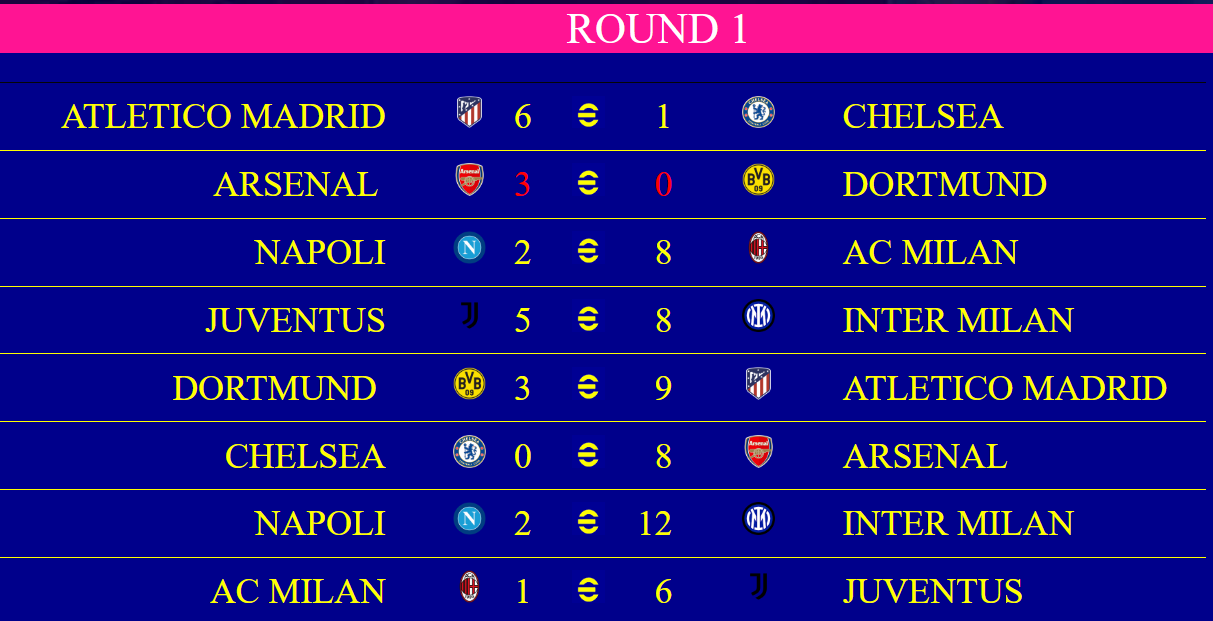 ROUND 1
ATLETICO MADRID 6 1 CHELSEA
ARSENAL 3 0 DORTMUND
NAPOLI 2 8 AC MILAN
JUVENTUS 5 8 INTER MILAN
DORTMUND 3 9 ATLETICO MADRID
CHELSEA 0 8 ARSENAL
NAPOLI 2 12 INTER MILAN
AC MILAN 1 6 JUVENTUS